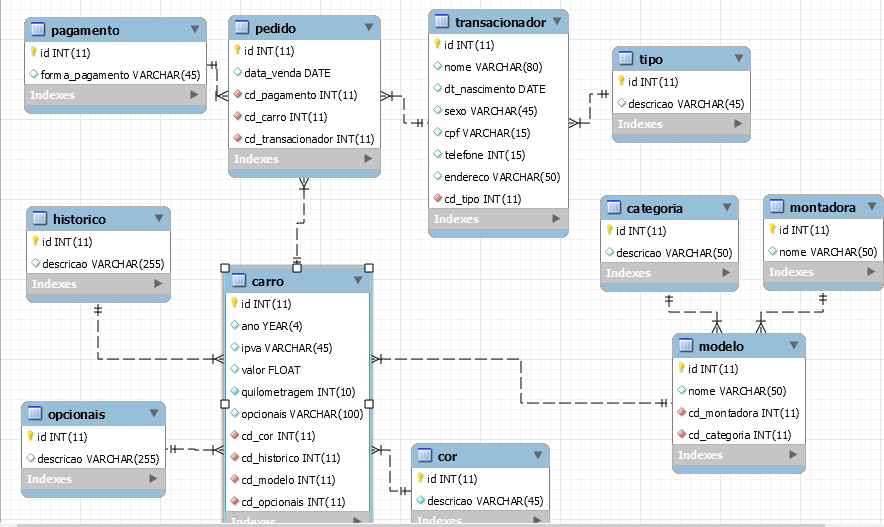 pagamento
id INT(11)
forma_pagamento VARCHAR(45)
Indexes
pedido
id INT(11)
data_venda DATE
cd_pagamento INT(11)
cd_carro INT(11)
cd_transacionador INT(11)
Indexes
transacionador
id INT(11)
nome VARCHAR(80)
dt_nascimento DATE
sexo VARCHAR(45)
cpf VARCHAR(15)
telefone INT(15)
endereco VARCHAR(50)
cd_tipo INT(11)
Indexes
tipo
id INT(11)
descricao VARCHAR(45)
Indexes
historico
id INT(11)
descricao VARCHAR(255)
Indexes
categoria
id INT(11)
descricao VARCHAR(50)
Indexes
montadora
id INT(11)
nome VARCHAR(50)
Indexes
carro
id INT(11)
ano YEAR(4)
ipva VARCHAR(45)
valor FLOAT
quilometragem INT(10)
opcionais VARCHAR(100)
cd_cor INT(11)
cd_historico INT(11)
cd_modelo INT(11)
cd_opcionais INT(11)
Indexes
modelo
id INT(11)
nome VARCHAR(50)
cd_montadora INT(11)
cd_categoria INT(11)
Indexes
opcionais
id INT(11)
descricao VARCHAR(255)
Indexes
cor
id INT(11)
descricao VARCHAR(45)
Indexes